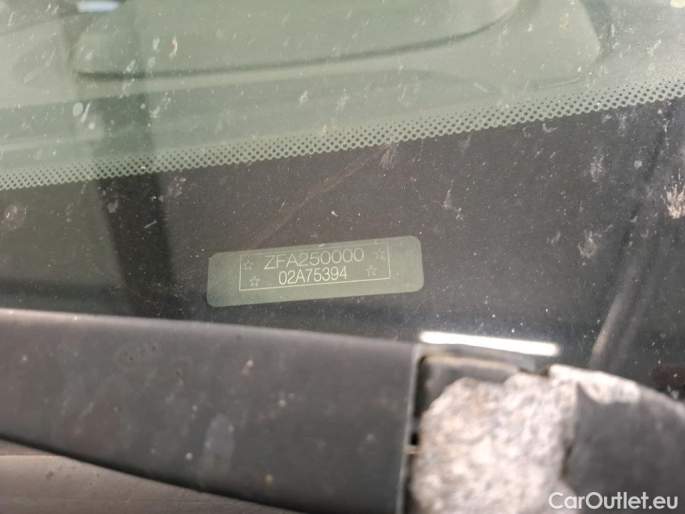 ☆ ZFA250000 ☆
☆ 02A75394 ☆
CarOutlet.eu